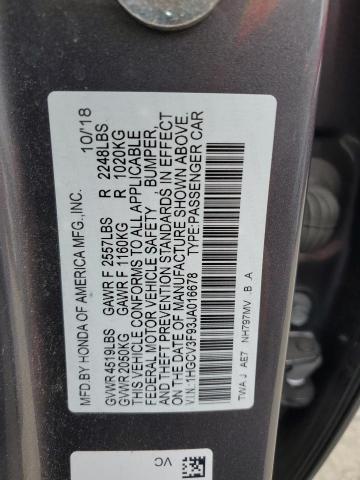 MFD. BY HONDA OF AMERICA MFG.,INC. 10/'18
GVWR 4519LBS GAWR F 2557LBS R 2248LBS
GVWR 2050KG GAWR F 1160KG R 1020KG
THIS VEHICLE CONFORMS TO ALL APPLICABLE
FEDERAL MOTOR VEHICLE SAFETY BUMPER,
AND THEFT PREVENTION STANDARDS IN EFFECT
ON THE DATE OF MANUFACTURE SHOWN ABOVE.
V.I.N.:1HGCV3F93JA016678 TYPE:PASSENGER CAR
TWA J AE7 NH797MV B A
VC